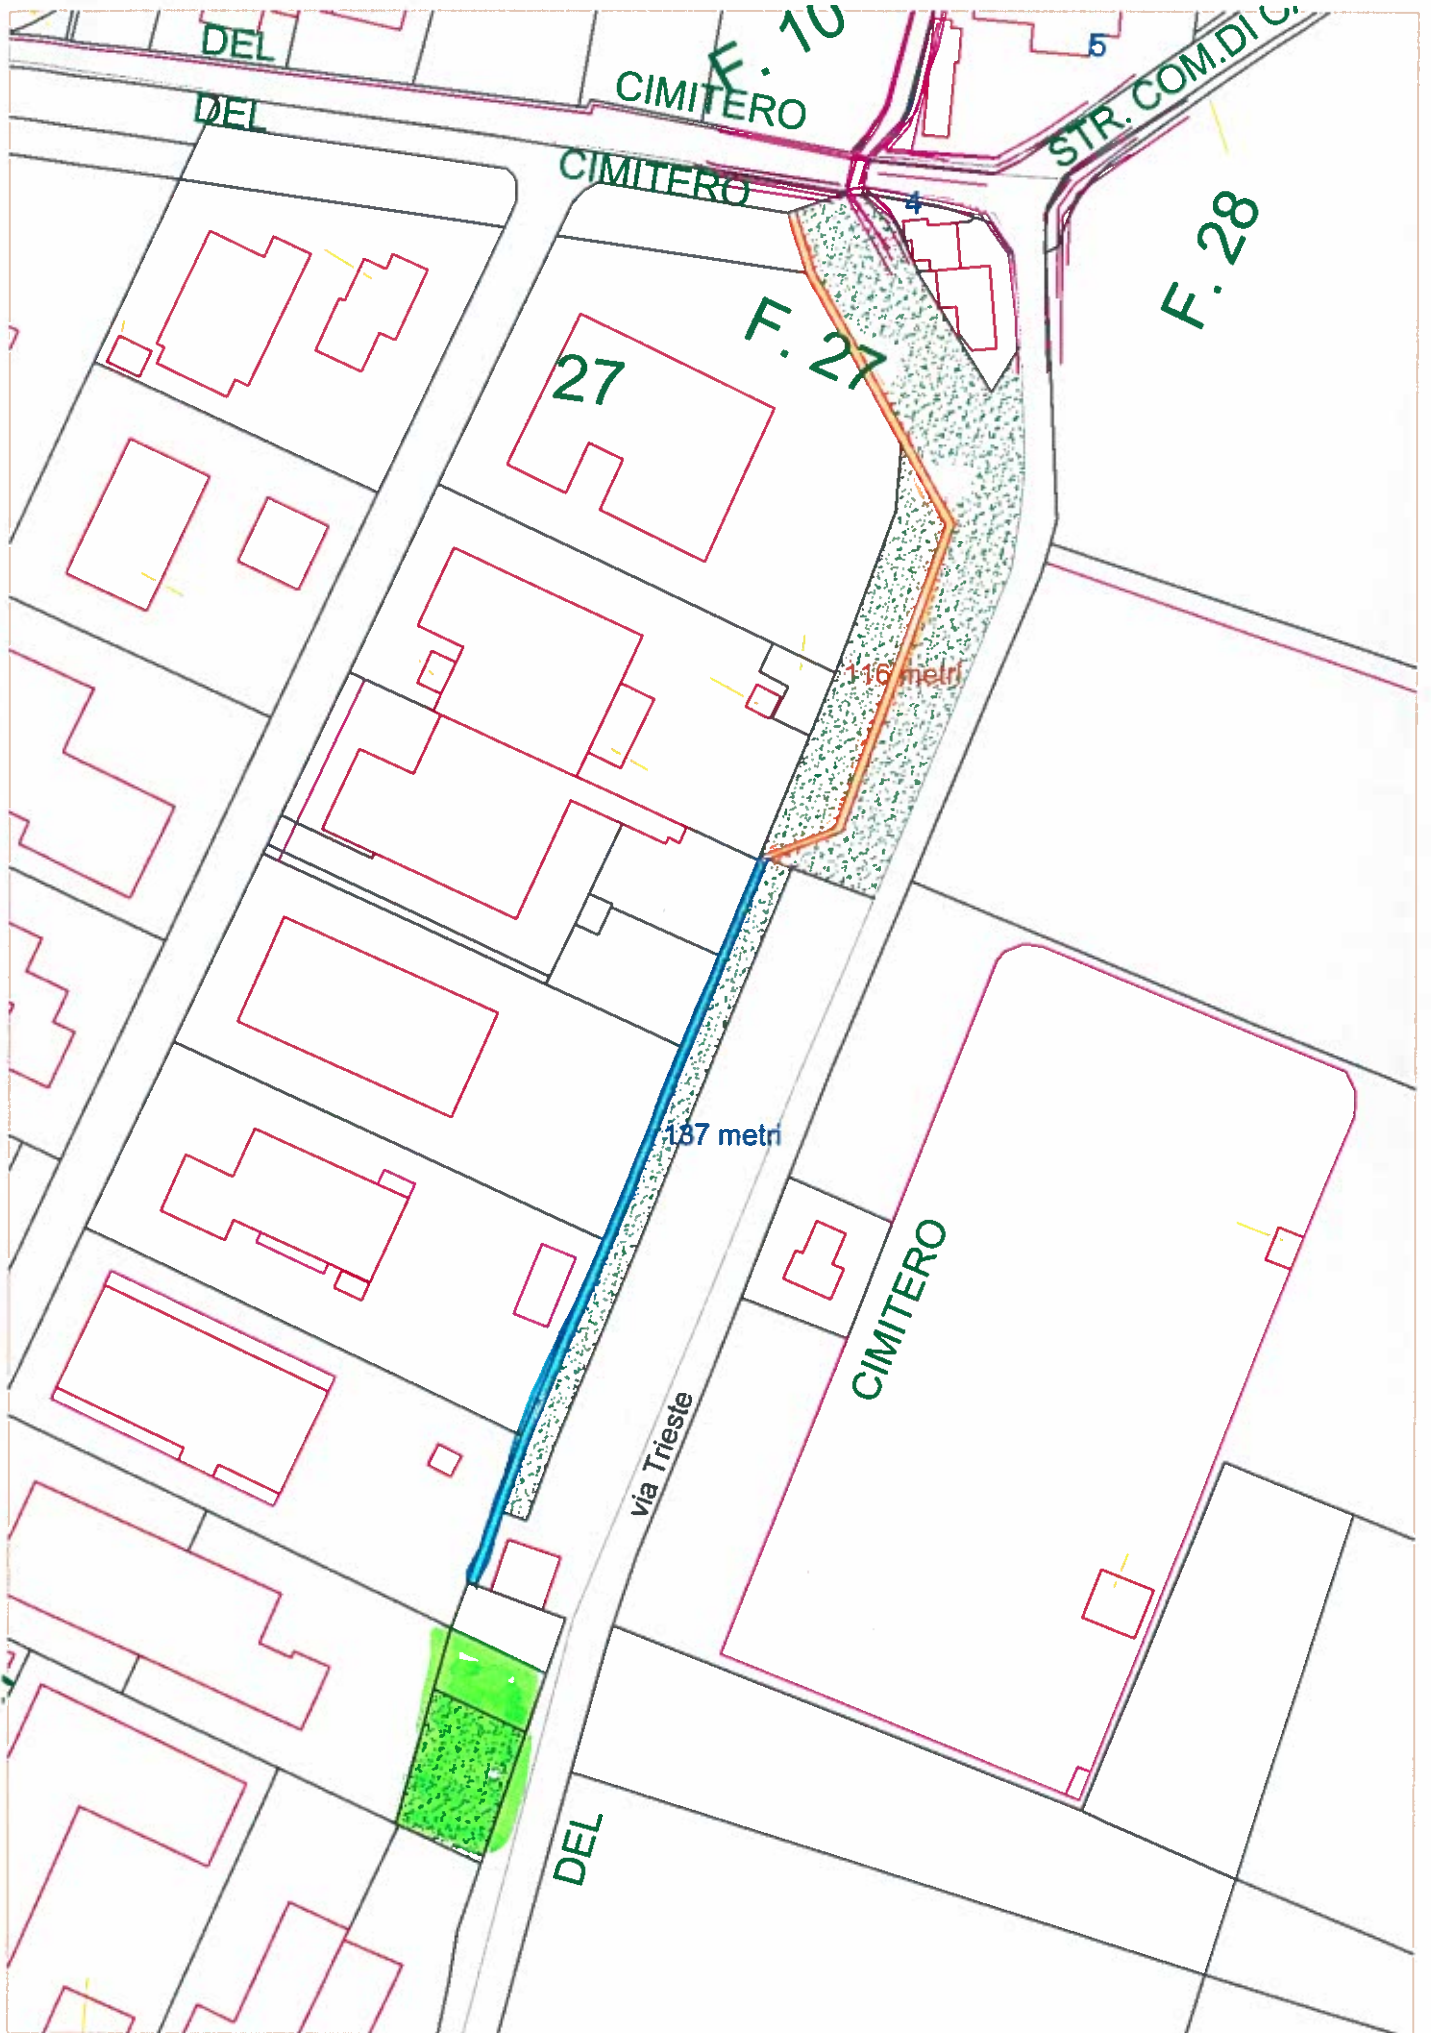 DEL
F. 10
5
STR. COM.DI
CIMITERO
DEL
CIMITERO
4
F. 28
F. 27
27
116 metri
137 metri
CIMITERO
via Trieste
DEL